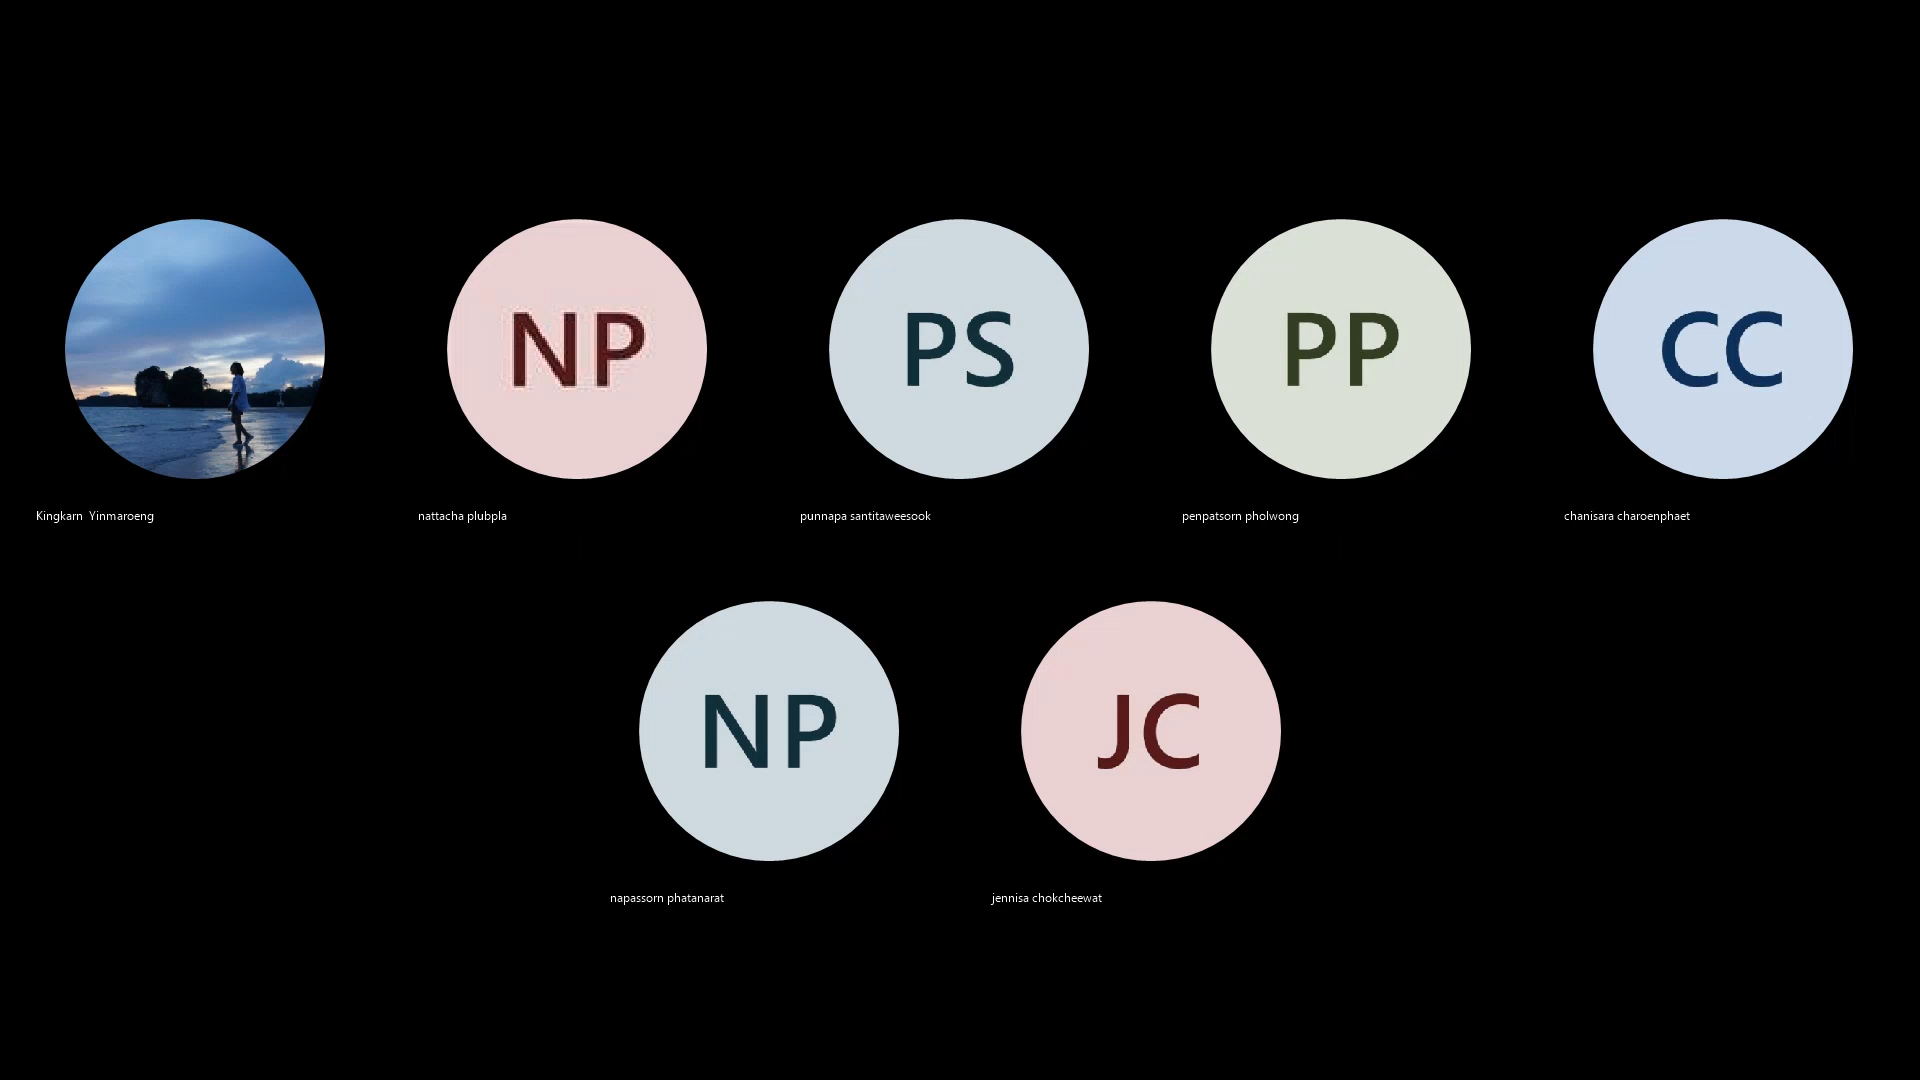 NP
PS
PP
CC
Kingkarn  Yinmaroeng
nattacha plubpla
punnapa santitaweesook
penpatsorn pholwong
chanisara charoenphaet
NP
JC
napassorn phatanarat
jennisa chokcheewat